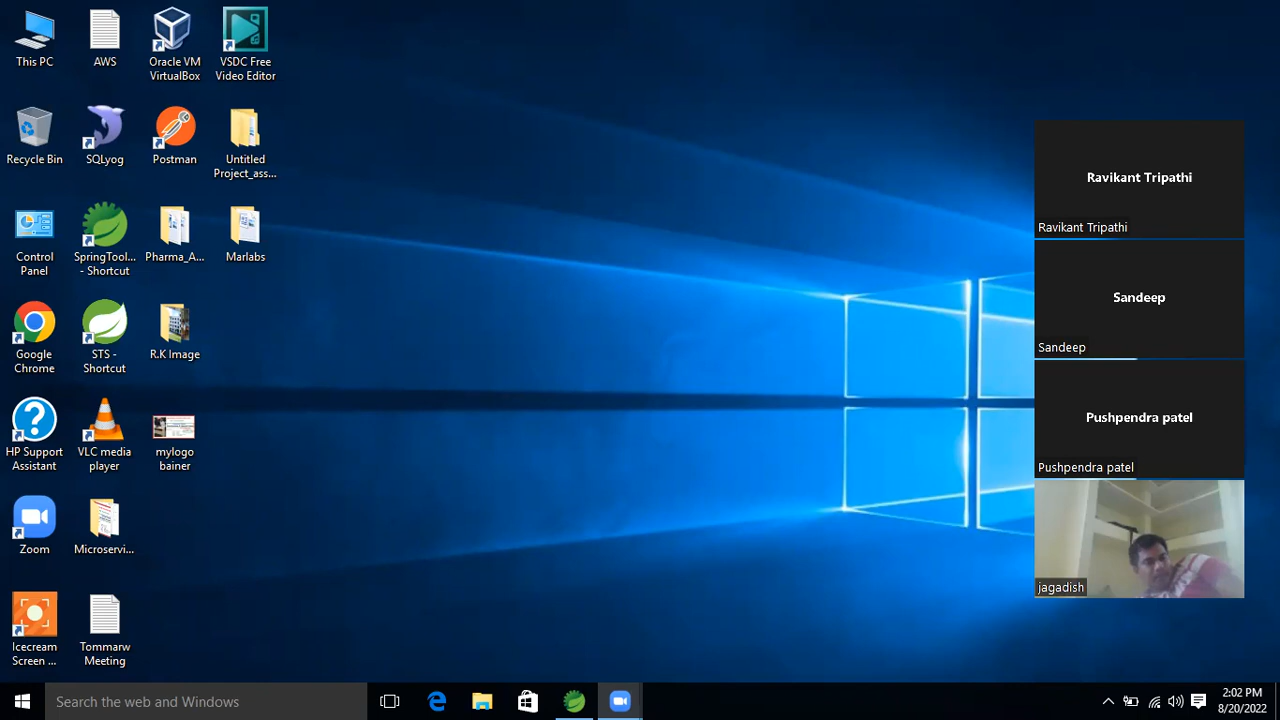 This PC
AWS
Oracle VM
VirtualBox
VSDC Free
Video Editor
Recycle Bin
SQLyog
Postman
Untitled
Project_ass...
Control
Panel
SpringTool...
- Shortcut
Pharma_A...
Marlabs
Google
Chrome
STS -
Shortcut
R.K Image
HP Support
Assistant
VLC media
player
mylogo
bainer
Zoom
Microservi...
Icecream
Screen ...
Tommarw
Meeting
Ravikant Tripathi
Ravikant Tripathi
Sandeep
Sandeep
Pushpendra patel
Pushpendra patel
jagadish
Search the web and Windows
2:02 PM
8/20/2022